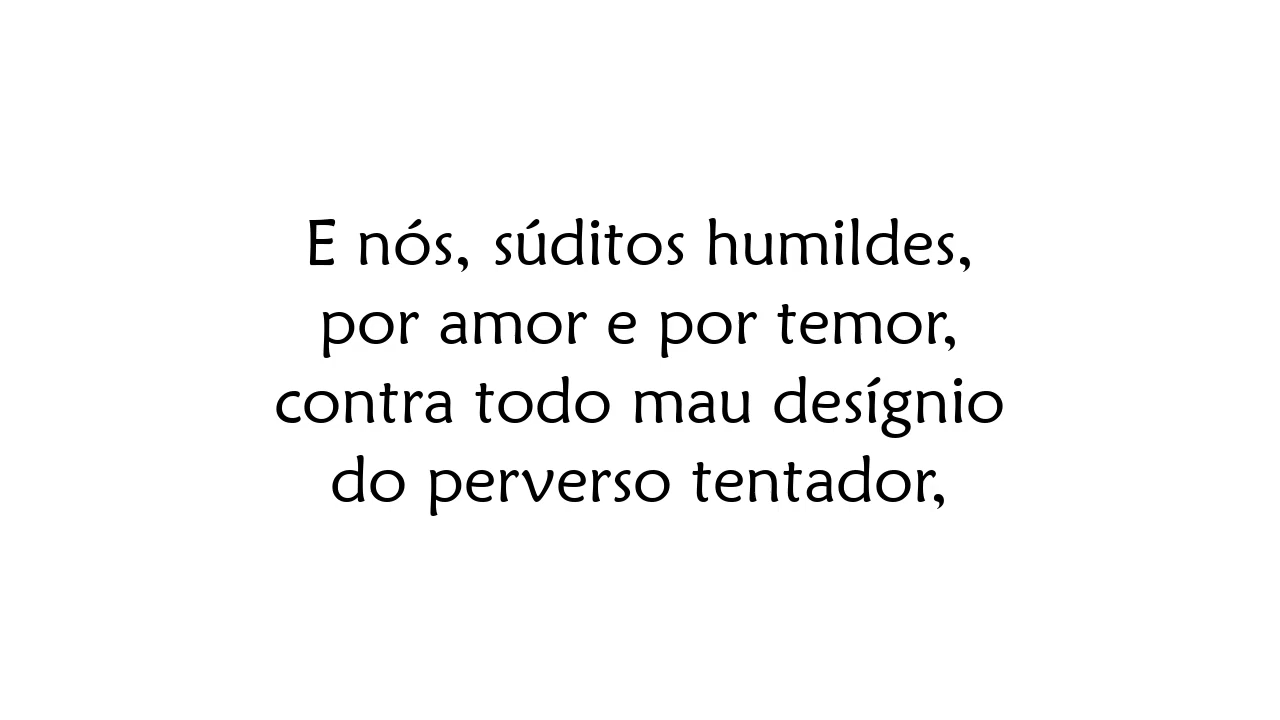 E nós, súditos humildes,
por amor e por temor,
contra todo mau desígnio
do perverso tentador,